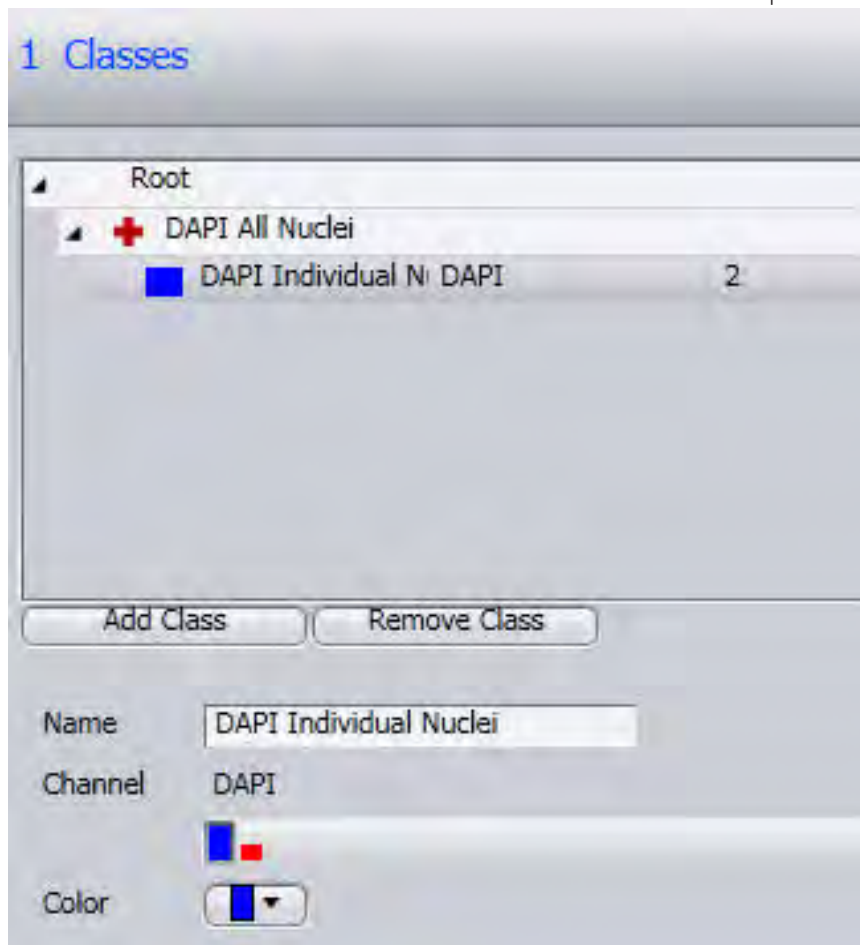 1 Classes
Root
DAPI All Nuclei
DAPI Individual N DAPI 2
Add Class Remove Class
Name DAPI Individual Nuclei
Channel DAPI
Color